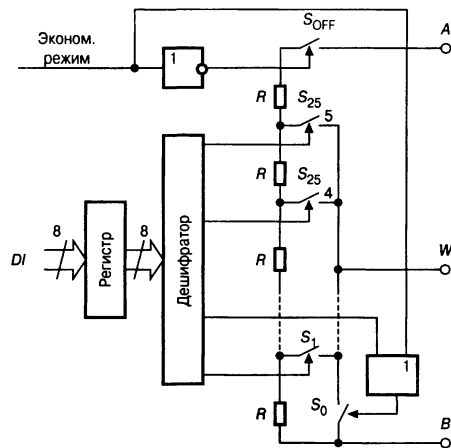 Эконом.
режим
1
S_OFF
A
R
S_25
5
R
S_25
4
DI
8
Регистр
8
Дешифратор
R
W
S_1
1
R
S_0
B